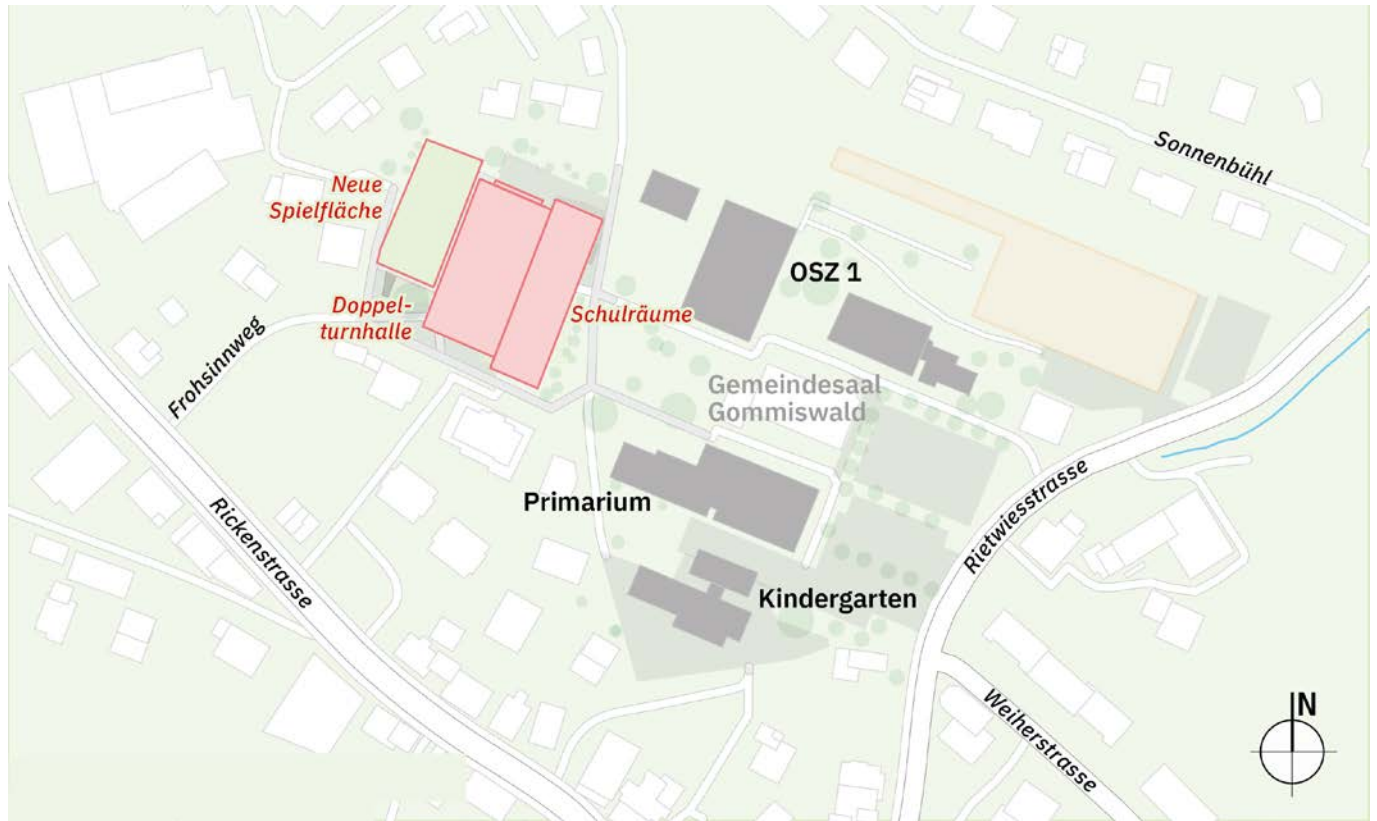 Sonnenbühl
Neue
Spielfläche
OSZ 1
Doppel-
turnhalle
Schulräume
Frohsinnweg
Gemeindesaal
Gommiswald
Primarium
Rickenstrasse
Rietwiesstrasse
Kindergarten
Weiherstrasse
N